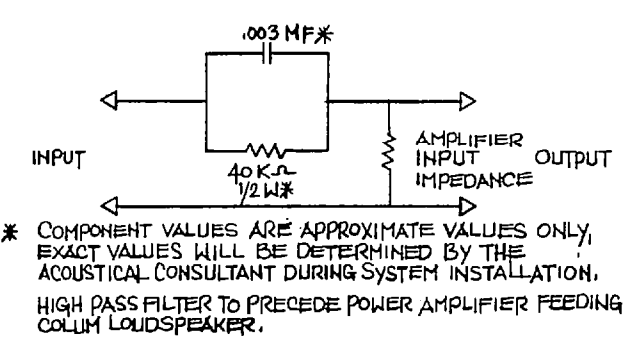 .003 MF*
INPUT
40 K Ω
1/2 W*
AMPLIFIER
INPUT
IMPEDANCE
OUTPUT
* COMPONENT VALUES ARE APPROXIMATE VALUES ONLY,
EXACT VALUES WILL BE DETERMINED BY THE
ACOUSTICAL CONSULTANT DURING SYSTEM INSTALLATION.
HIGH PASS FILTER TO PRECEDE POWER AMPLIFIER FEEDING
COLUM LOUDSPEAKER.